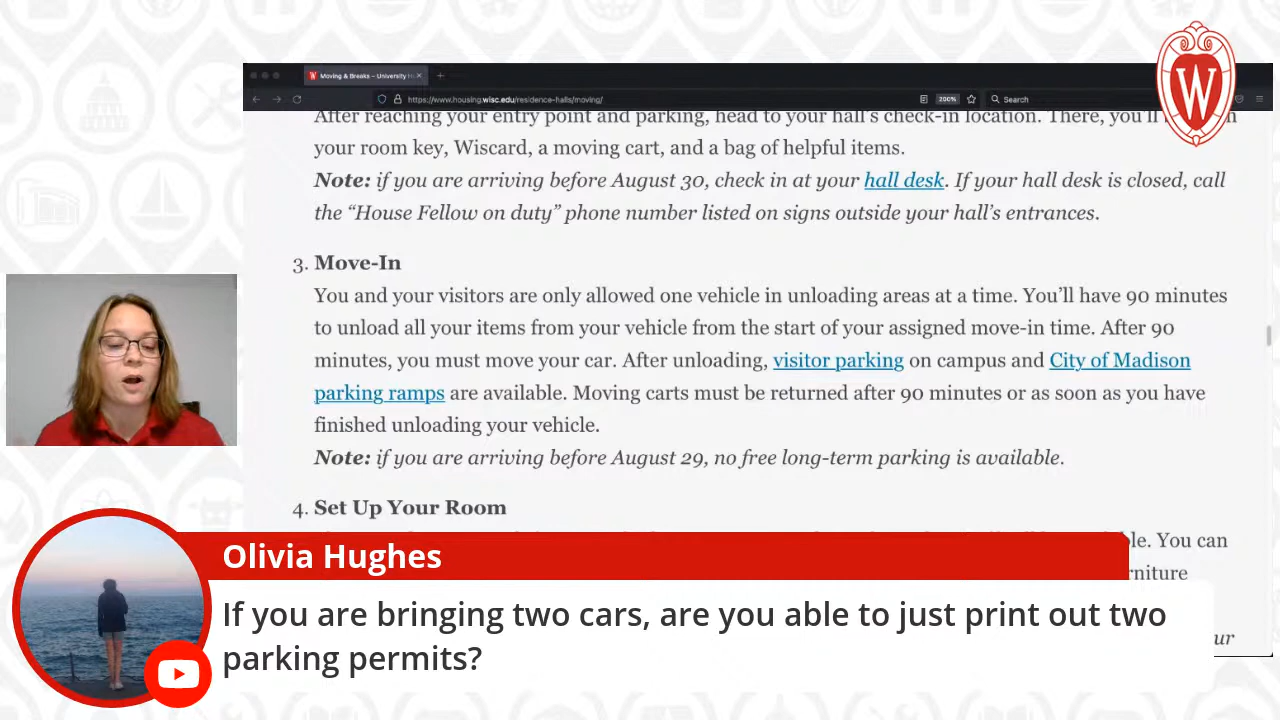 Moving & Breaks – University H
https://www.housing.wisc.edu/residence-halls/moving/
200%
Search
W
After reaching your entry point and parking, head to your hall's check-in location. There, you'll
your room key, Wiscard, a moving cart, and a bag of helpful items.
Note: if you are arriving before August 30, check in at your hall desk. If your hall desk is closed, call
the “House Fellow on duty” phone number listed on signs outside your hall's entrances.
3. Move-In
You and your visitors are only allowed one vehicle in unloading areas at a time. You'll have 90 minutes
to unload all your items from your vehicle from the start of your assigned move-in time. After 90
minutes, you must move your car. After unloading, visitor parking on campus and City of Madison
parking ramps are available. Moving carts must be returned after 90 minutes or as soon as you have
finished unloading your vehicle.
Note: if you are arriving before August 29, no free long-term parking is available.
4. Set Up Your Room
You can
Olivia Hughes
If you are bringing two cars, are you able to just print out two
parking permits?